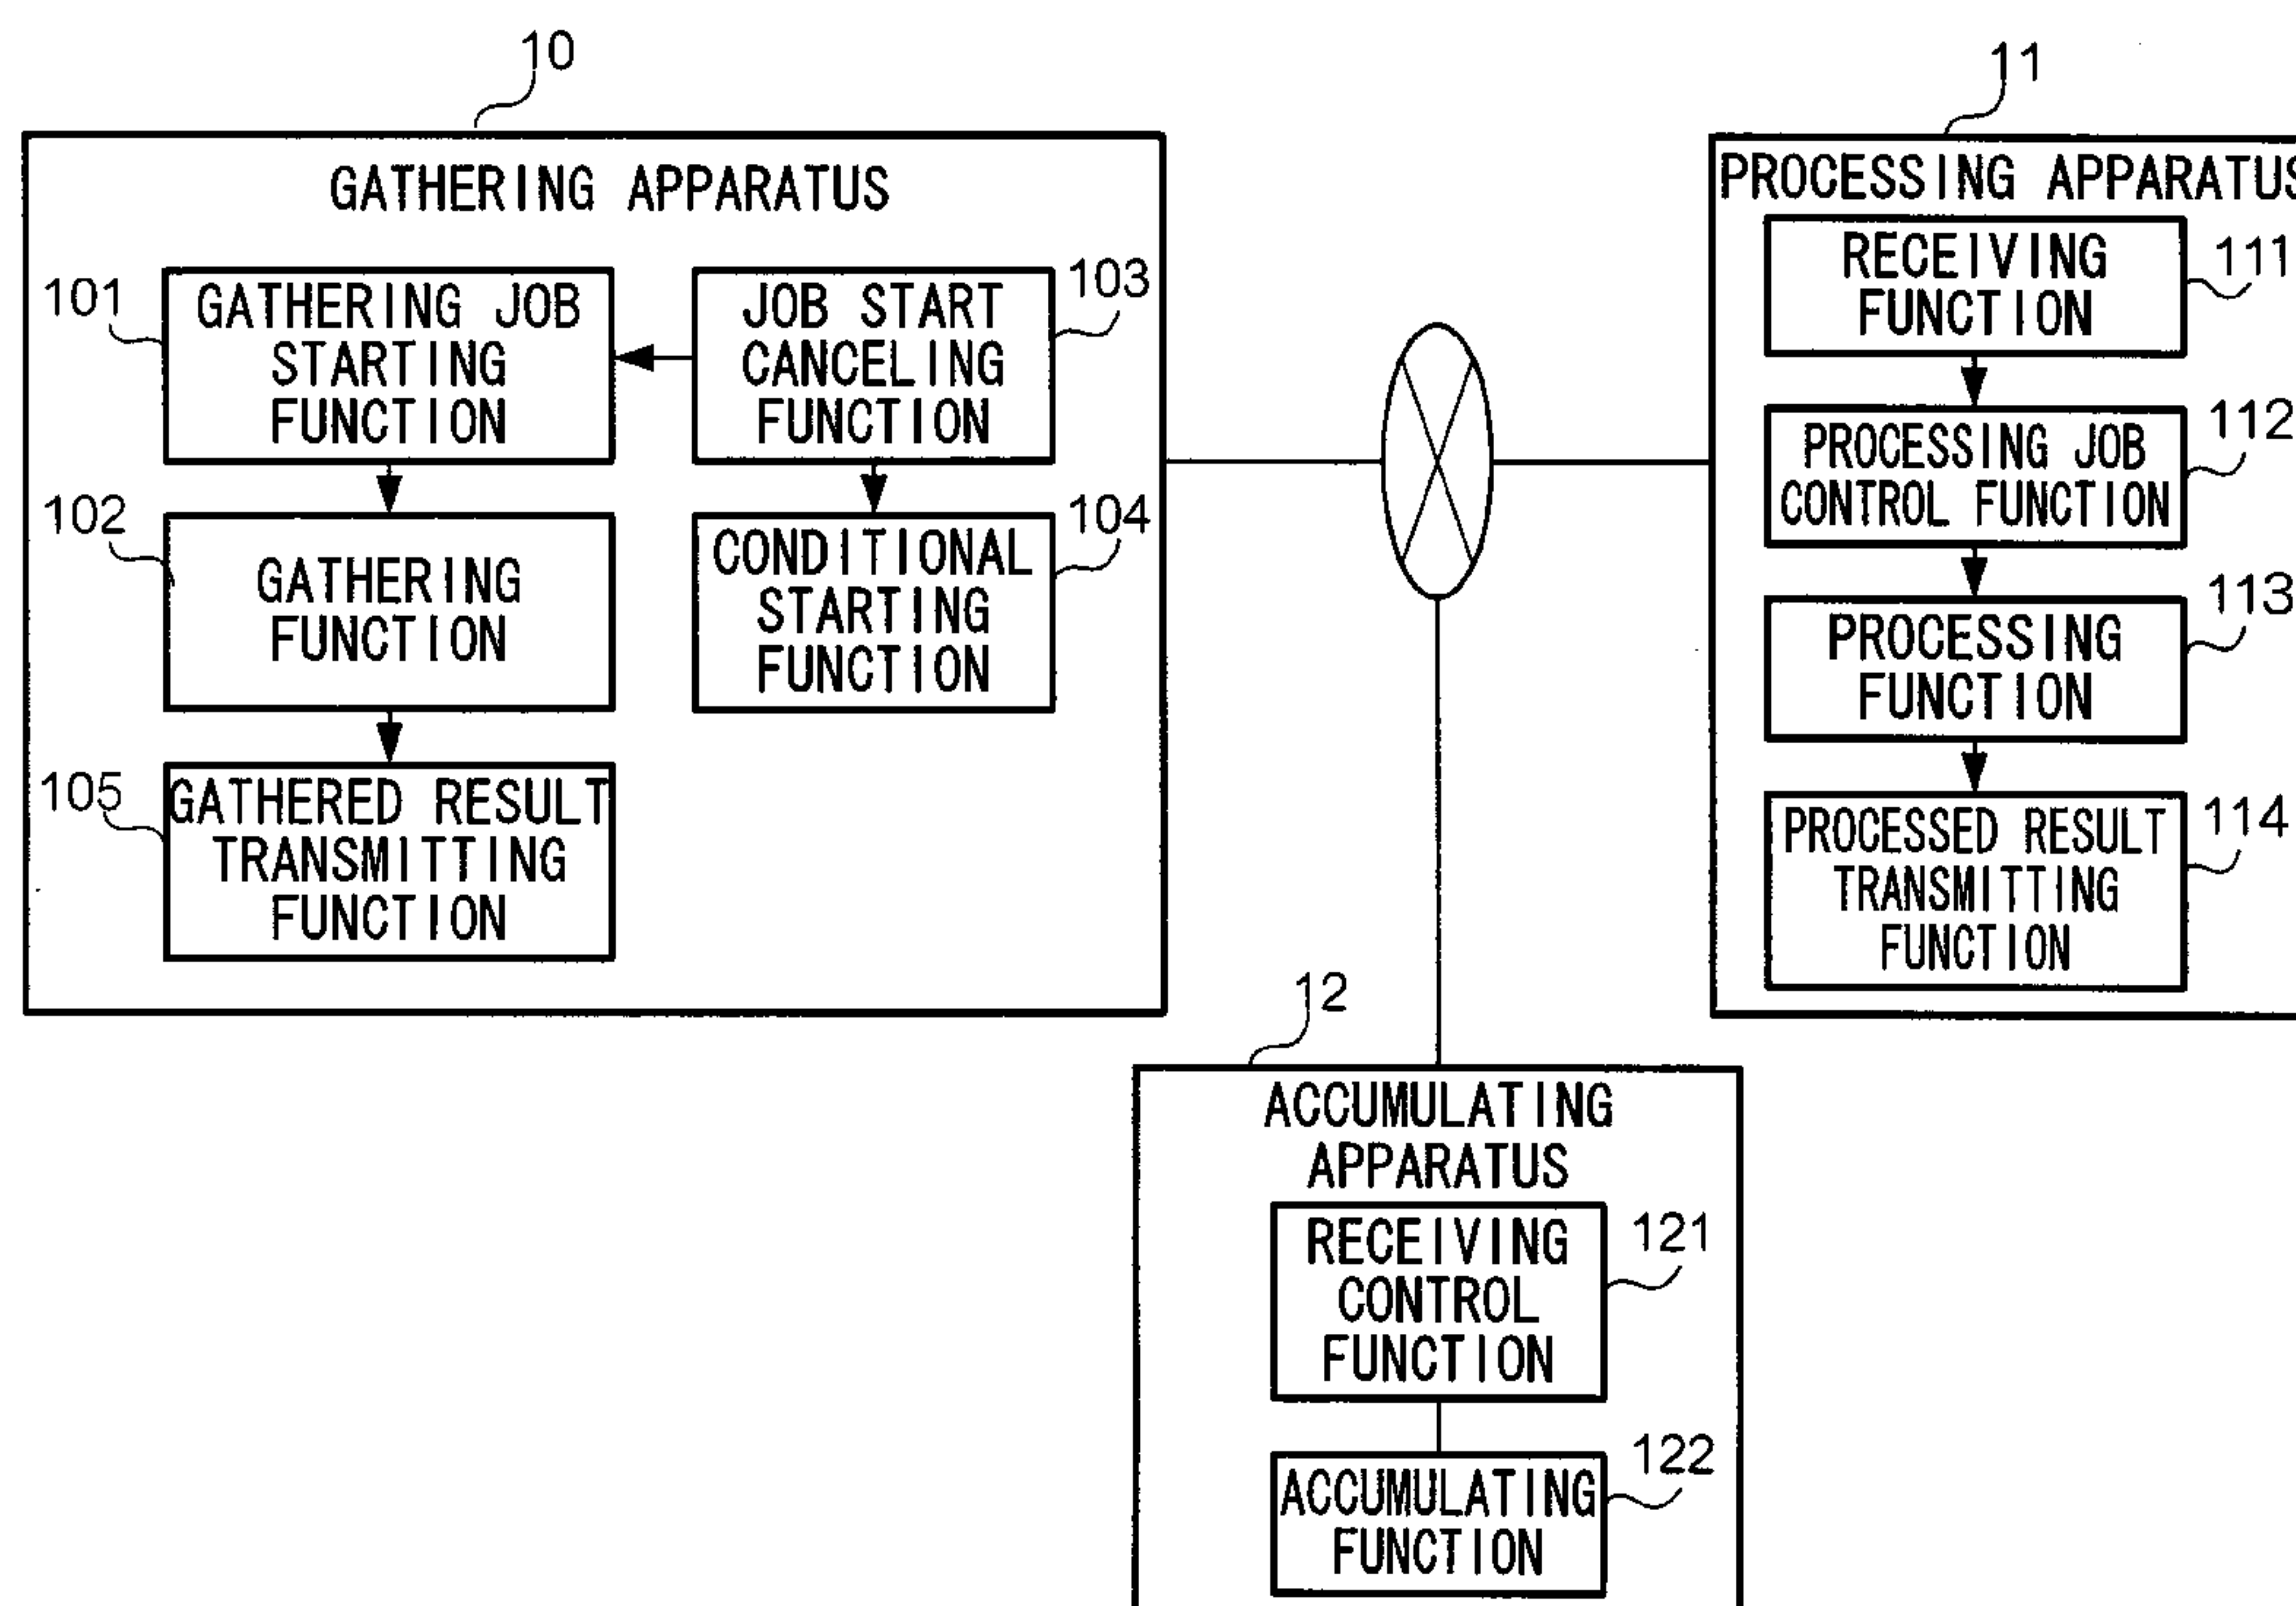 10
GATHERING APPARATUS
101
GATHERING JOB
STARTING
FUNCTION
103
JOB START
CANCELING
FUNCTION
102
GATHERING
FUNCTION
104
CONDITIONAL
STARTING
FUNCTION
105
GATHERED RESULT
TRANSMITTING
FUNCTION
11
PROCESSING APPARATUS
RECEIVING
FUNCTION
111
PROCESSING JOB
CONTROL FUNCTION
112
PROCESSING
FUNCTION
113
PROCESSED RESULT
TRANSMITTING
FUNCTION
114
12
ACCUMULATING
APPARATUS
RECEIVING
CONTROL
FUNCTION
121
ACCUMULATING
FUNCTION
122